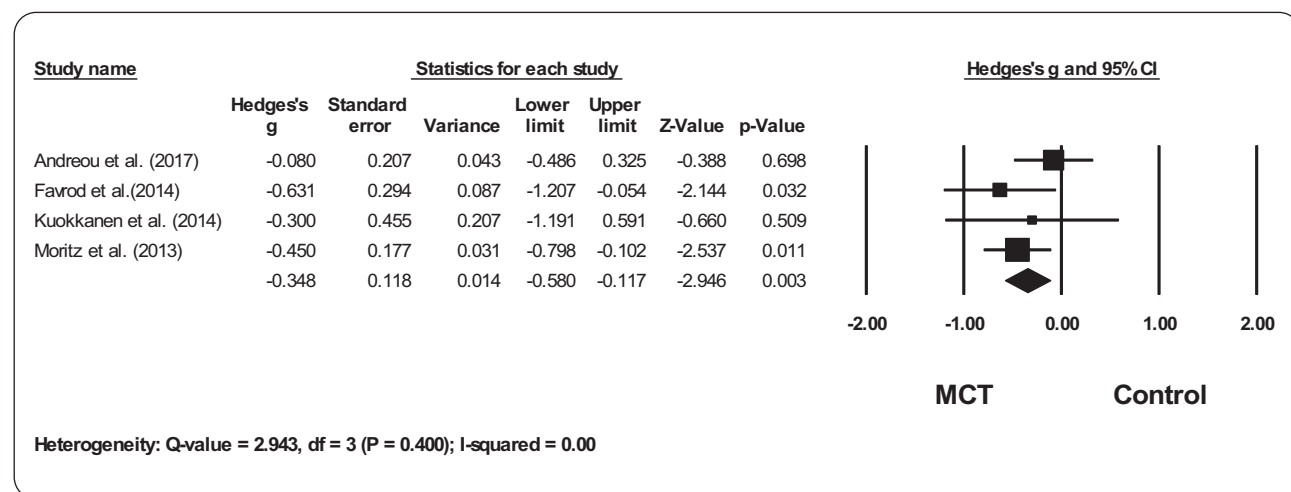 Study name Statistics for each study Hedges's g and 95% CI
Hedges's Standard Lower Upper
g error Variance limit limit Z-Value p-Value
Andreou et al. (2017) -0.080 0.207 0.043 -0.486 0.325 -0.388 0.698
Favrod et al.(2014) -0.631 0.294 0.087 -1.207 -0.054 -2.144 0.032
Kuokkanen et al. (2014) -0.300 0.455 0.207 -1.191 0.591 -0.660 0.509
Moritz et al. (2013) -0.450 0.177 0.031 -0.798 -0.102 -2.537 0.011
-0.348 0.118 0.014 -0.580 -0.117 -2.946 0.003
-2.00 -1.00 0.00 1.00 2.00
MCT Control
Heterogeneity: Q-value = 2.943, df = 3 (P = 0.400); I-squared = 0.00